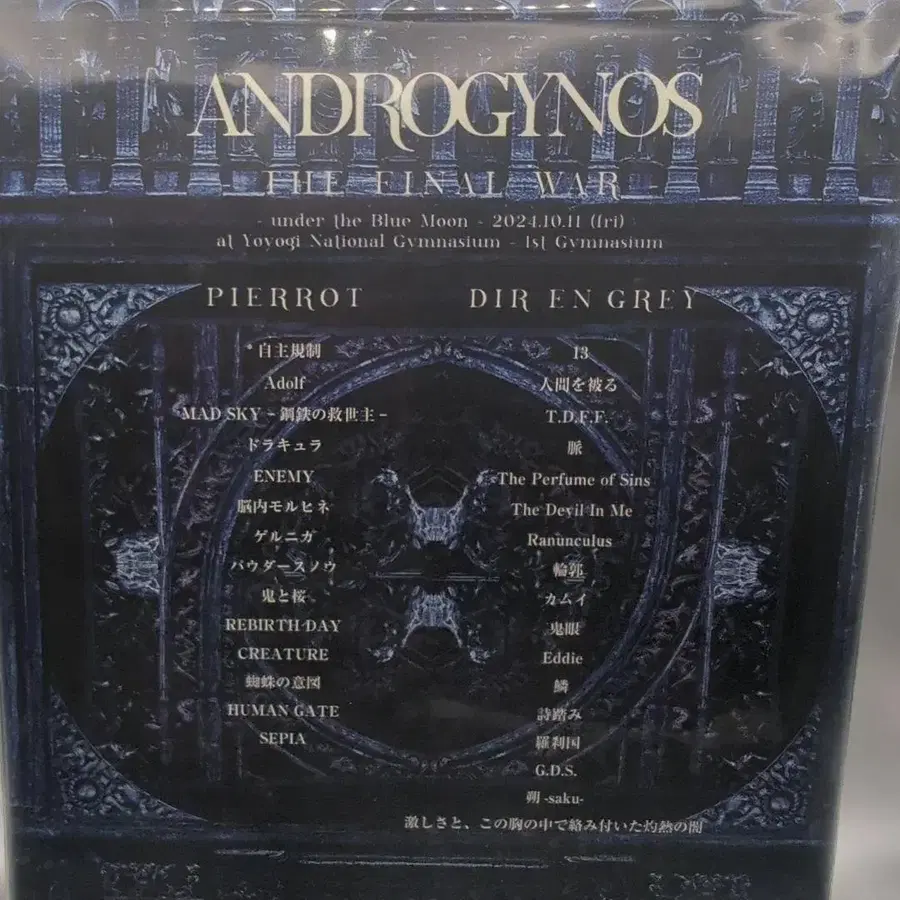 ANDROGYNOS
- THE FINAL WAR -
- under the Blue Moon - 2024.10.11 (fri)
at Yoyogi National Gymnasium - 1st Gymnasium
PIERROT
*自主規制
Adolf
MAD SKY -鋼鉄の救世主-
ドラキュラ
ENEMY
脳内モルヒネ
ゲルニカ
パウダースノウ
鬼と桜
REBIRTH DAY
CREATURE
蜘蛛の意図
HUMAN GATE
SEPIA
DIR EN GREY
13
人間を被る
T.D.F.F.
脈
The Perfume of Sins
The Devil In Me
Ranunculus
輪郭
カムイ
鬼眼
Eddie
鱗
詩踏み
羅刹国
G.D.S.
朔-saku-
激しさと、この胸の中で絡み付いた灼熱の闇